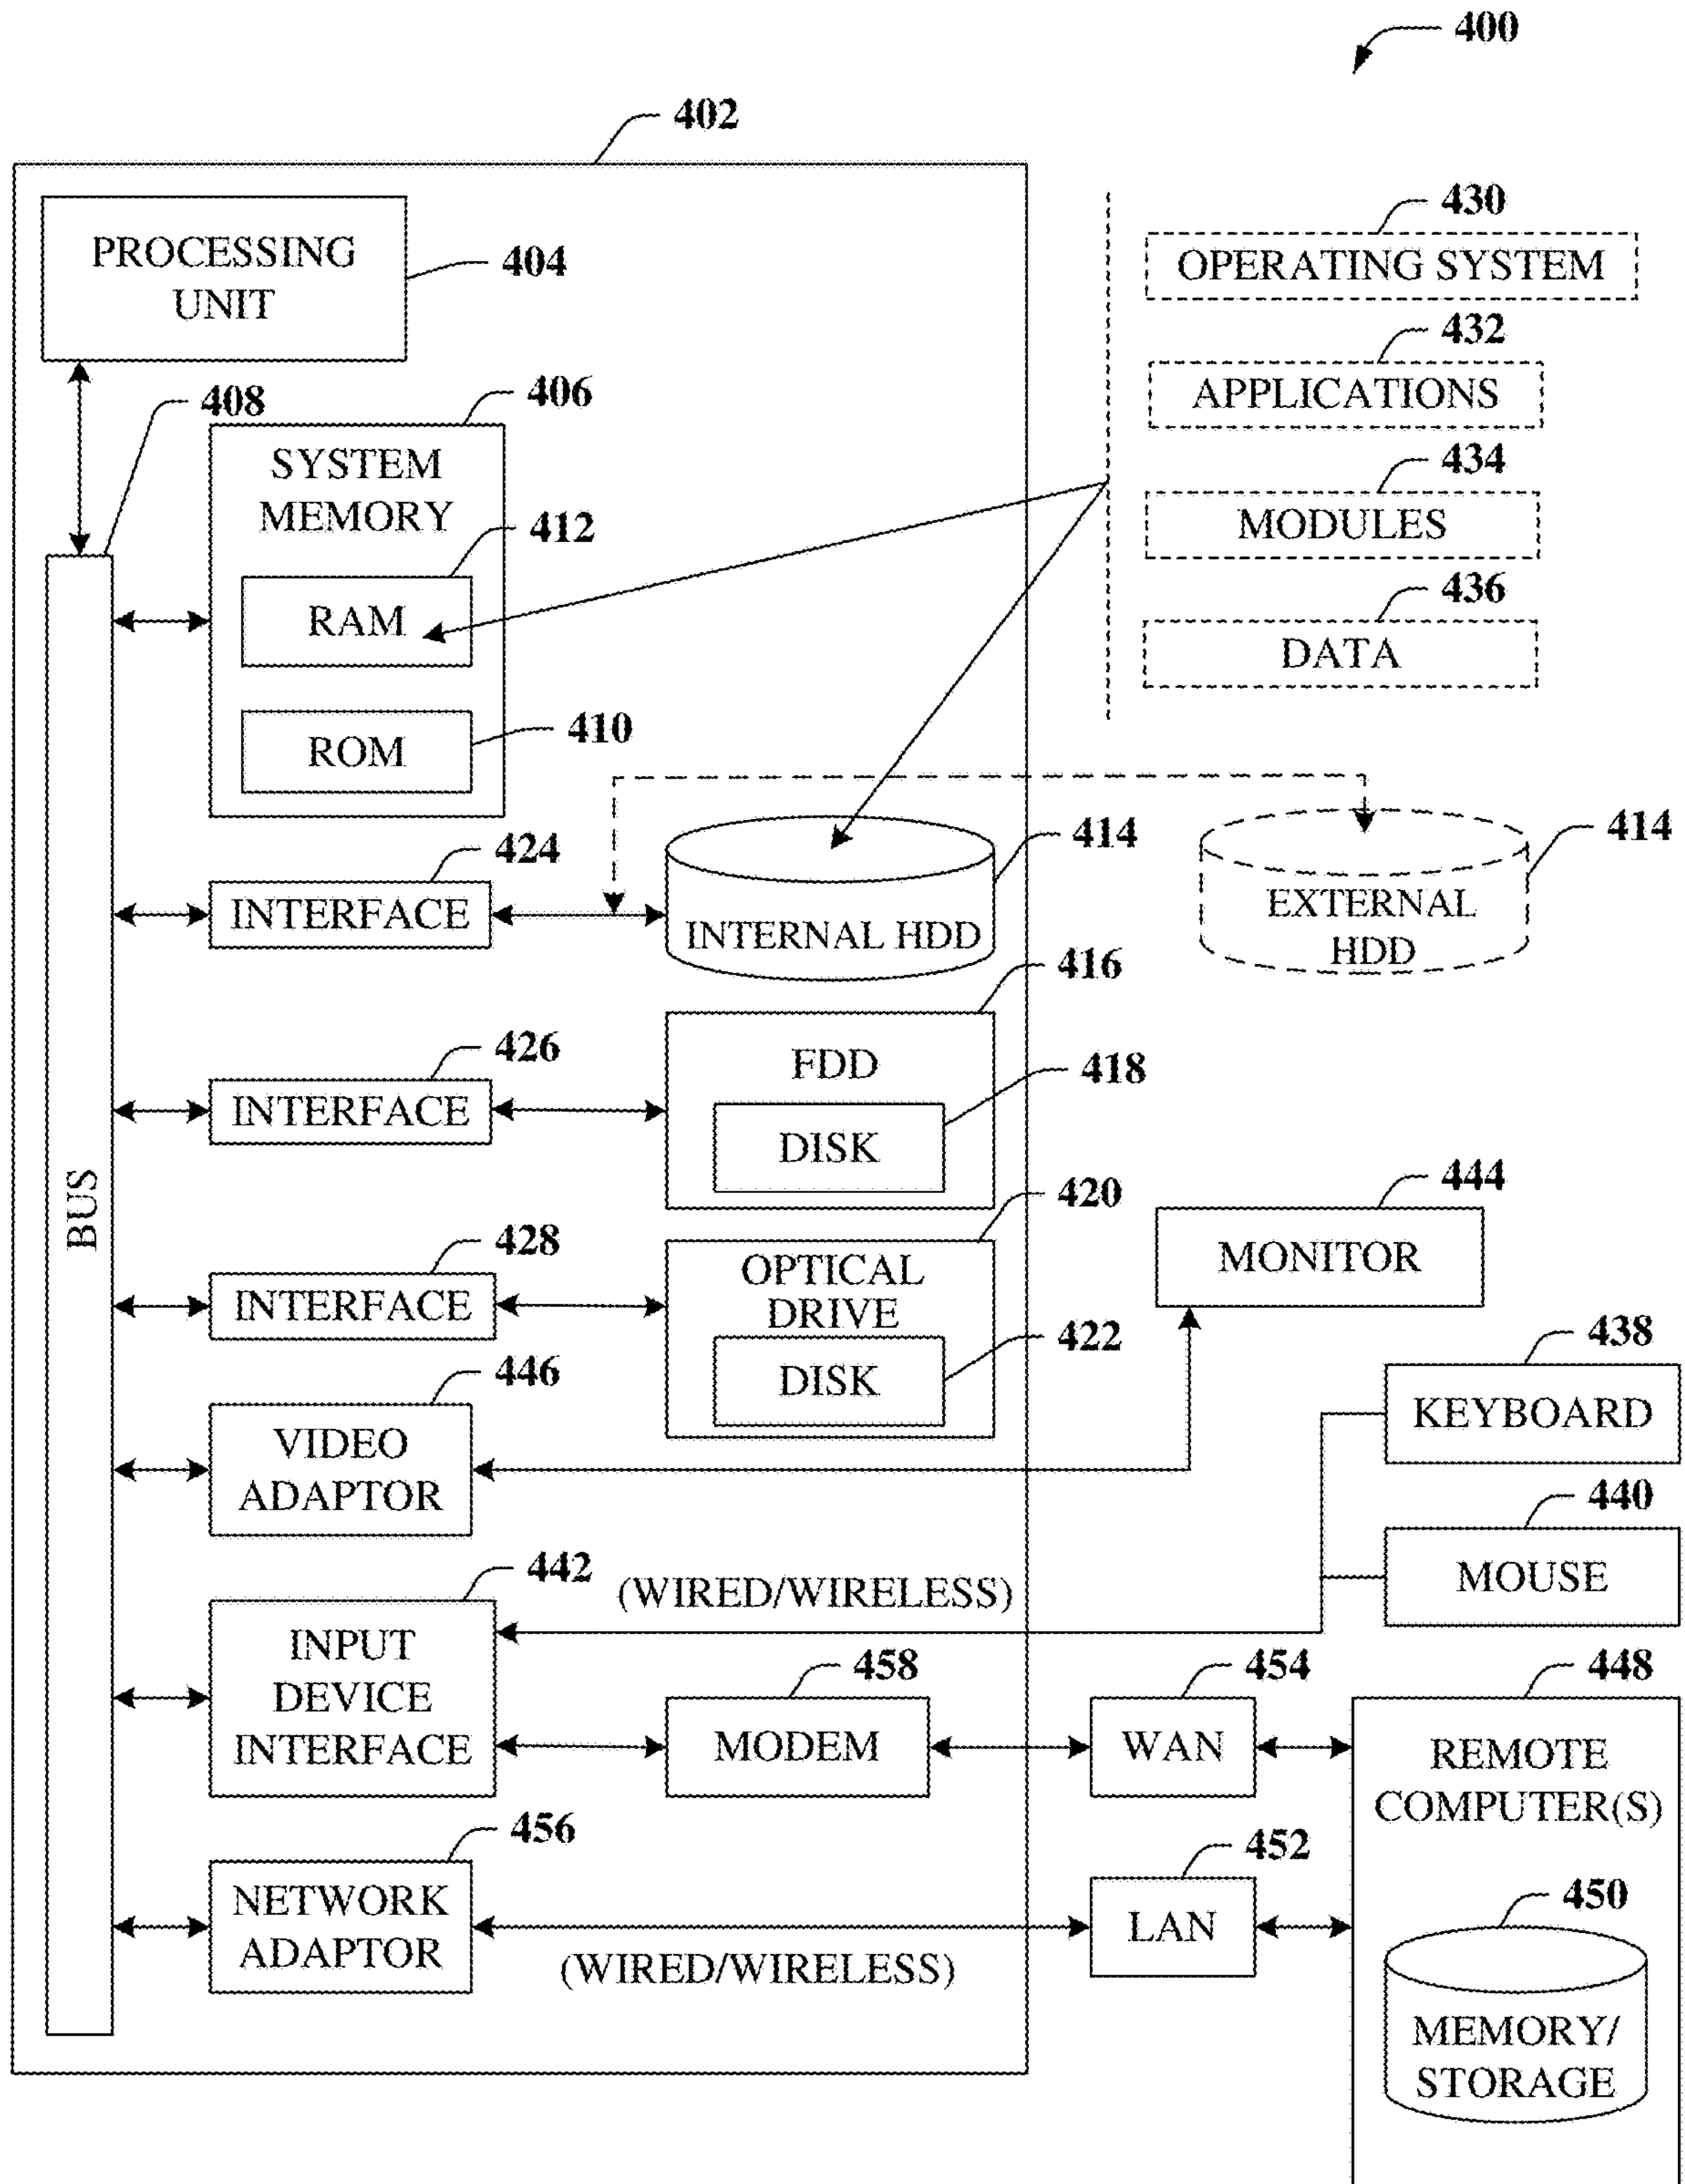 400
402
PROCESSING
UNIT
404
430
OPERATING SYSTEM
432
APPLICATIONS
434
MODULES
436
DATA
408
406
SYSTEM
MEMORY
412
RAM
410
ROM
424
INTERFACE
414
INTERNAL HDD
414
EXTERNAL
HDD
426
INTERFACE
416
FDD
418
DISK
BUS
428
INTERFACE
420
OPTICAL
DRIVE
422
DISK
444
MONITOR
438
KEYBOARD
446
VIDEO
ADAPTOR
440
MOUSE
442
(WIRED/WIRELESS)
INPUT
DEVICE
INTERFACE
458
MODEM
454
WAN
448
REMOTE
COMPUTER(S)
456
NETWORK
ADAPTOR
(WIRED/WIRELESS)
452
LAN
450
MEMORY/
STORAGE